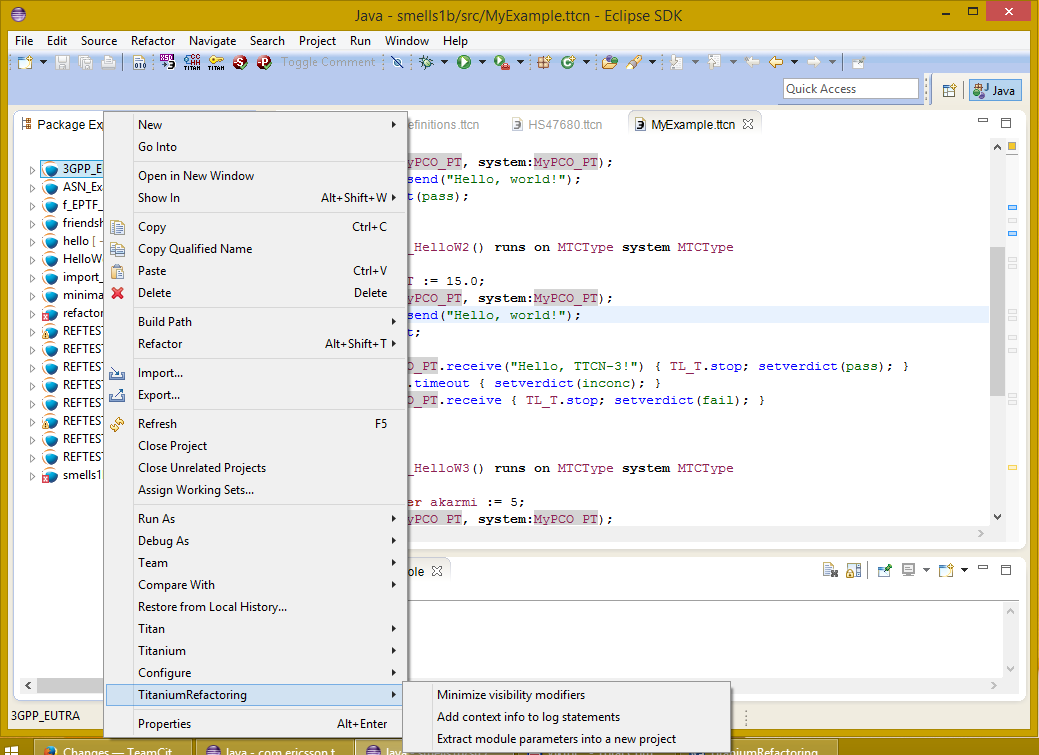 Java - smells1b/src/MyExample.ttcn - Eclipse SDK
File Edit Source Refactor Navigate Search Project Run Window Help
Toggle Comment
Quick Access
Java
Package Ex
efinitions.ttcn HS47680.ttcn MyExample.ttcn
3GPP_E
ASN_Ex
f_EPTF_
friendsh
hello [ -
HelloW
import_
minima
refactor
REFTEST
REFTEST
REFTEST
REFTEST
REFTEST
REFTEST
REFTEST
REFTEST
smells1
3GPP_EUTRA
New
Go Into
Open in New Window
Show In Alt+Shift+W
Copy Ctrl+C
Copy Qualified Name
Paste Ctrl+V
Delete Delete
Build Path
Refactor Alt+Shift+T
Import...
Export...
Refresh F5
Close Project
Close Unrelated Projects
Assign Working Sets...
Run As
Debug As
Team
Compare With
Restore from Local History...
Titan
Titanium
Configure
TitaniumRefactoring
Properties Alt+Enter
Minimize visibility modifiers
Add context info to log statements
Extract module parameters into a new project
yPCO_PT, system:MyPCO_PT);
send("Hello, world!");
t(pass);
_HelloW2() runs on MTCType system MTCType
T := 15.0;
yPCO_PT, system:MyPCO_PT);
send("Hello, world!");
t;
O_PT.receive("Hello, TTCN-3!") { TL_T.stop; setverdict(pass); }
.timeout { setverdict(inconc); }
O_PT.receive { TL_T.stop; setverdict(fail); }
_HelloW3() runs on MTCType system MTCType
er akarmi := 5;
yPCO_PT, system:MyPCO_PT);
ole
Changes — TeamCit
Java - com.ericsson.t
Java
niumRefactoring